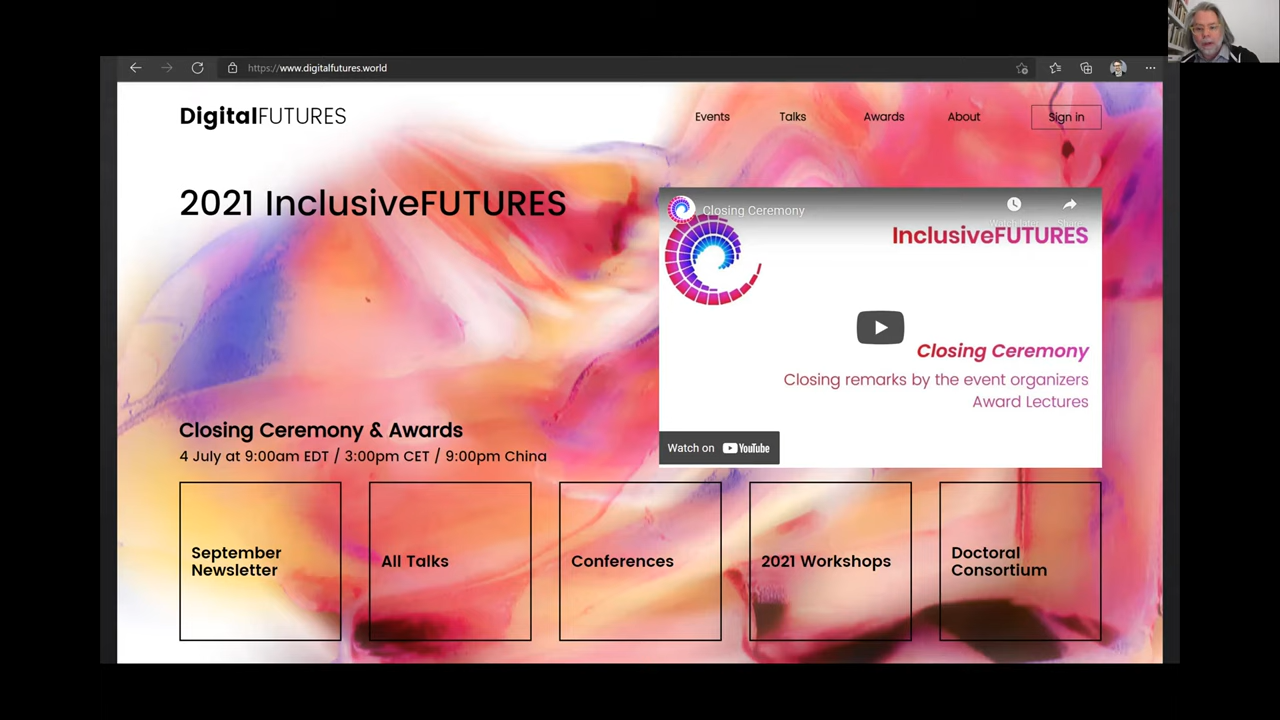 https://www.digitalfutures.world
DigitalFUTURES
Events
Talks
Awards
About
Sign in
2021 InclusiveFUTURES
Closing Ceremony
InclusiveFUTURES
Closing Ceremony
Closing remarks by the event organizers
Award Lectures
Watch on YouTube
Closing Ceremony & Awards
4 July at 9:00am EDT / 3:00pm CET / 9:00pm China
September
Newsletter
All Talks
Conferences
2021 Workshops
Doctoral
Consortium